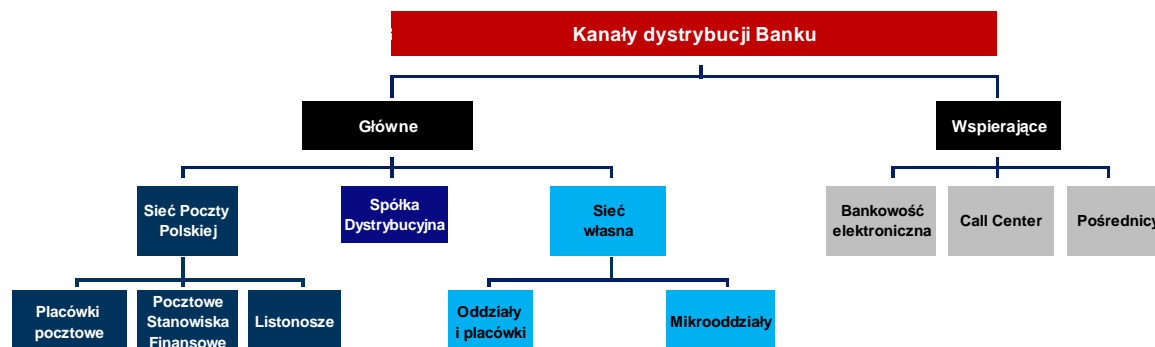 Kanały dystrybucji Banku
Główne
Wspierające
Sieć Poczty
Polskiej
Spółka
Dystrybucyjna
Sieć
własna
Bankowość
elektroniczna
Call Center
Pośrednicy
Placówki
pocztowe
Pocztowe
Stanowiska
Finansowe
Listonosze
Oddziały
i placówki
Mikrooddziały